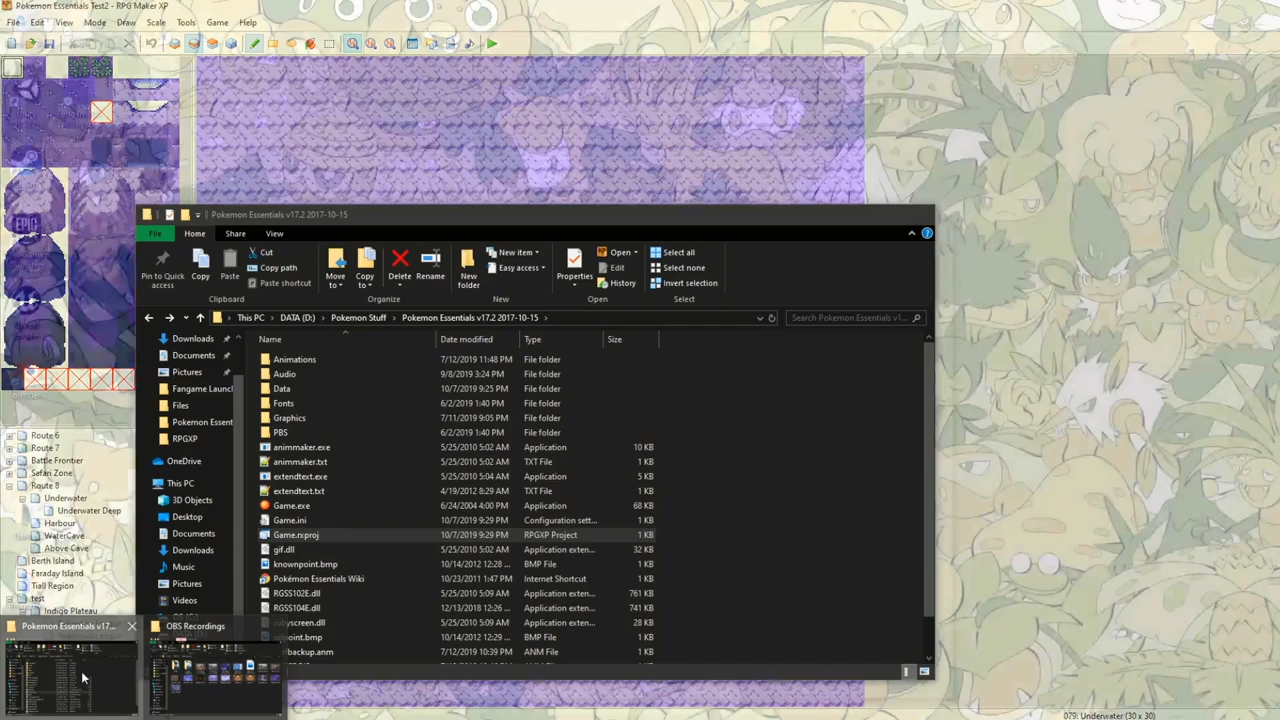 Pokemon Essentials Test2 - RPG Maker XP
File Edit View Mode Draw Scale Tools Game Help
EPIC
Pokemon Essentials v17.2 2017-10-15
File Home Share View
Pin to Quick access
Copy
Paste
Cut
Copy path
Paste shortcut
Move to
Copy to
Delete
Rename
New folder
New item
Easy access
Properties
Open
Edit
History
Select all
Select none
Invert selection
Clipboard Organize New Open Select
This PC DATA (D:) Pokemon Stuff Pokemon Essentials v17.2 2017-10-15
Search Pokemon Essentials v1...
Downloads
Documents
Pictures
Fangame Launch
Files
Pokemon Essent
RPGXP
OneDrive
This PC
3D Objects
Desktop
Documents
Downloads
Music
Pictures
Videos
Name Date modified Type Size
Animations 7/12/2019 11:48 PM File folder
Audio 9/8/2019 3:24 PM File folder
Data 10/7/2019 9:25 PM File folder
Fonts 6/2/2019 1:40 PM File folder
Graphics 7/11/2019 9:05 PM File folder
PBS 6/2/2019 1:40 PM File folder
animmaker.exe 5/25/2010 5:02 AM Application 10 KB
animmaker.txt 5/25/2010 5:02 AM TXT File 1 KB
extendtext.exe 5/25/2010 5:04 AM Application 5 KB
extendtext.txt 4/19/2012 8:29 AM TXT File 1 KB
Game.exe 6/24/2004 4:00 PM Application 68 KB
Game.ini 10/7/2019 9:29 PM Configuration sett... 1 KB
Game.rxproj 10/7/2019 9:29 PM RPGXP Project 1 KB
gif.dll 5/25/2010 5:02 AM Application exten... 32 KB
knownpoint.bmp 10/14/2012 12:28 ... BMP File 1 KB
Pokémon Essentials Wiki 10/23/2011 1:47 PM Internet Shortcut 1 KB
RGSS102E.dll 5/25/2010 5:09 AM Application exten... 761 KB
RGSS104E.dll 12/13/2018 12:26 ... Application exten... 741 KB
rubyscreen.dll 5/25/2010 5:09 AM Application exten... 28 KB
selpoint.bmp 10/14/2012 12:28 ... BMP File 1 KB
backup.anm 7/12/2019 10:39 PM ANM File 1 KB
Route 6
Route 7
Battle Frontier
Safari Zone
Route 8
Underwater
Underwater Deep
Harbour
WaterCave
Above Cave
Berth Island
Faraday Island
Tiall Region
test
Indigo Plateau
Pokemon Essentials v17...
OBS Recordings
079: Underwater (30 x 30)